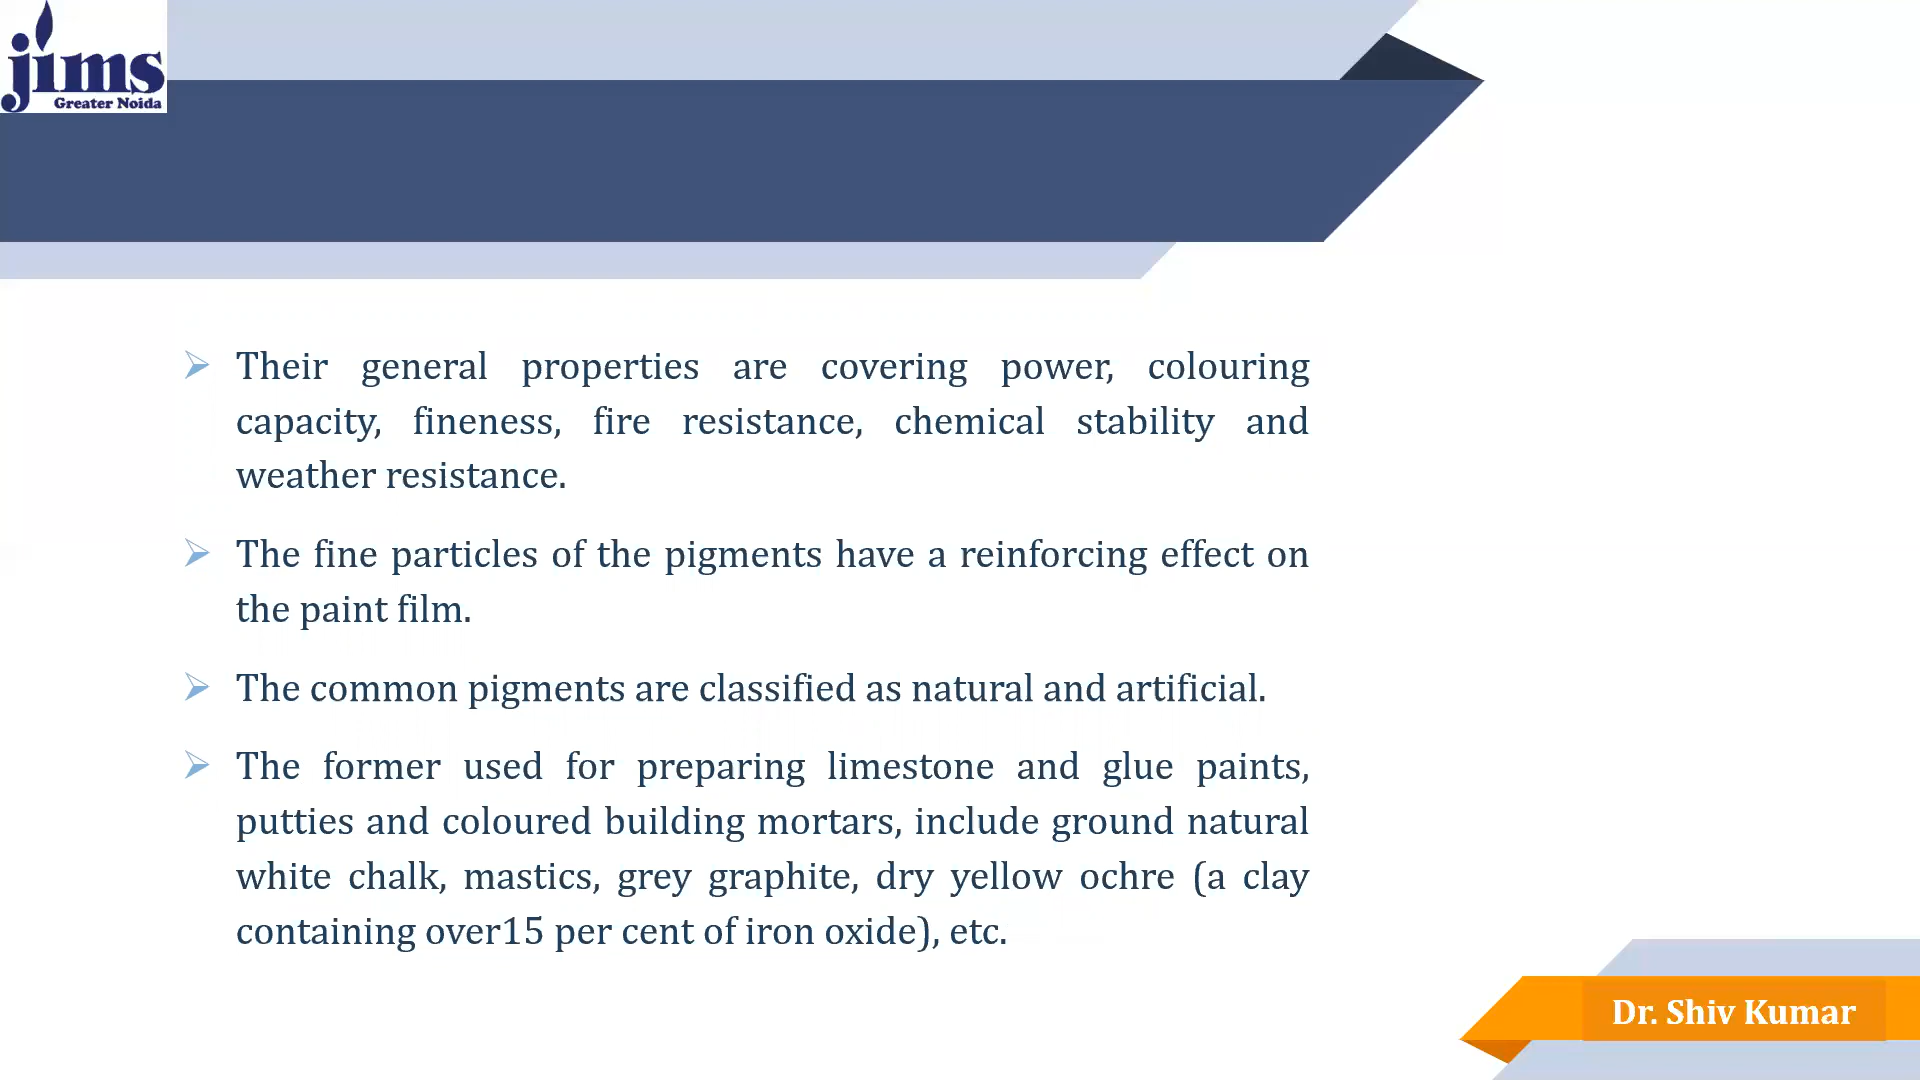 jims
Greater Noida
Their general properties are covering power, colouring
capacity, fineness, fire resistance, chemical stability and
weather resistance.
The fine particles of the pigments have a reinforcing effect on
the paint film.
The common pigments are classified as natural and artificial.
The former used for preparing limestone and glue paints,
putties and coloured building mortars, include ground natural
white chalk, mastics, grey graphite, dry yellow ochre (a clay
containing over15 per cent of iron oxide), etc.
Dr. Shiv Kumar